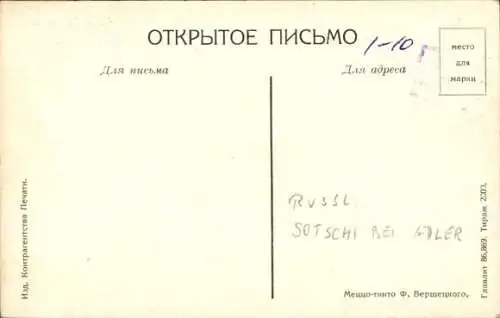 ОТКРЫТОЕ ПИСЬМО
1-10
место
для
марки
Для письма
Для адреса
RUSSL.
SOTSCHI BEI ADLER
Изд. Контрагентства Печати.
Меццо-тинто Ф. Вершецкого,
Главлит 86,869. Тираж